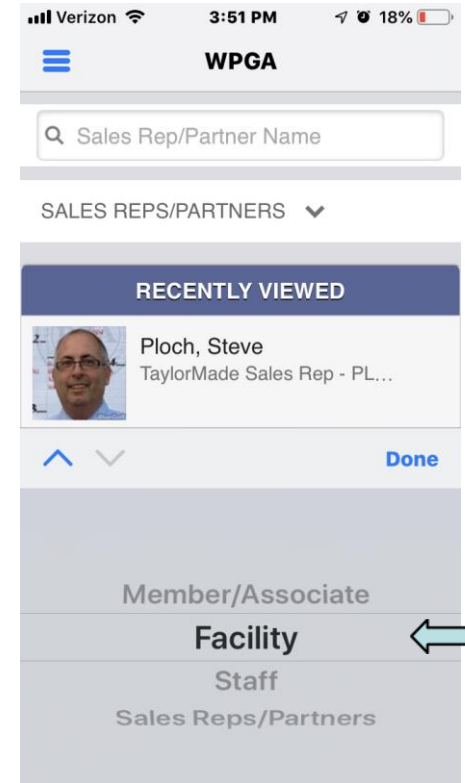 Verizon 3:51 PM 18%
WPGA
Sales Rep/Partner Name
SALES REPS/PARTNERS
RECENTLY VIEWED
Ploch, Steve
TaylorMade Sales Rep - PL...
Done
Member/Associate
Facility
Staff
Sales Reps/Partners